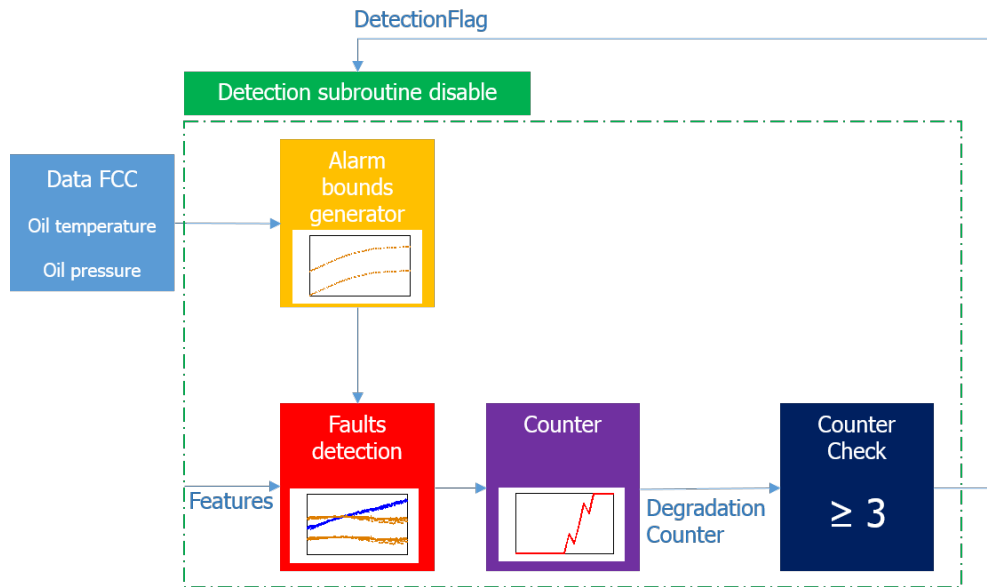 DetectionFlag
Detection subroutine disable
Data FCC
Oil temperature
Oil pressure
Alarm
bounds
generator
Faults
detection
Features
Counter
Degradation
Counter
Counter
Check
≥ 3